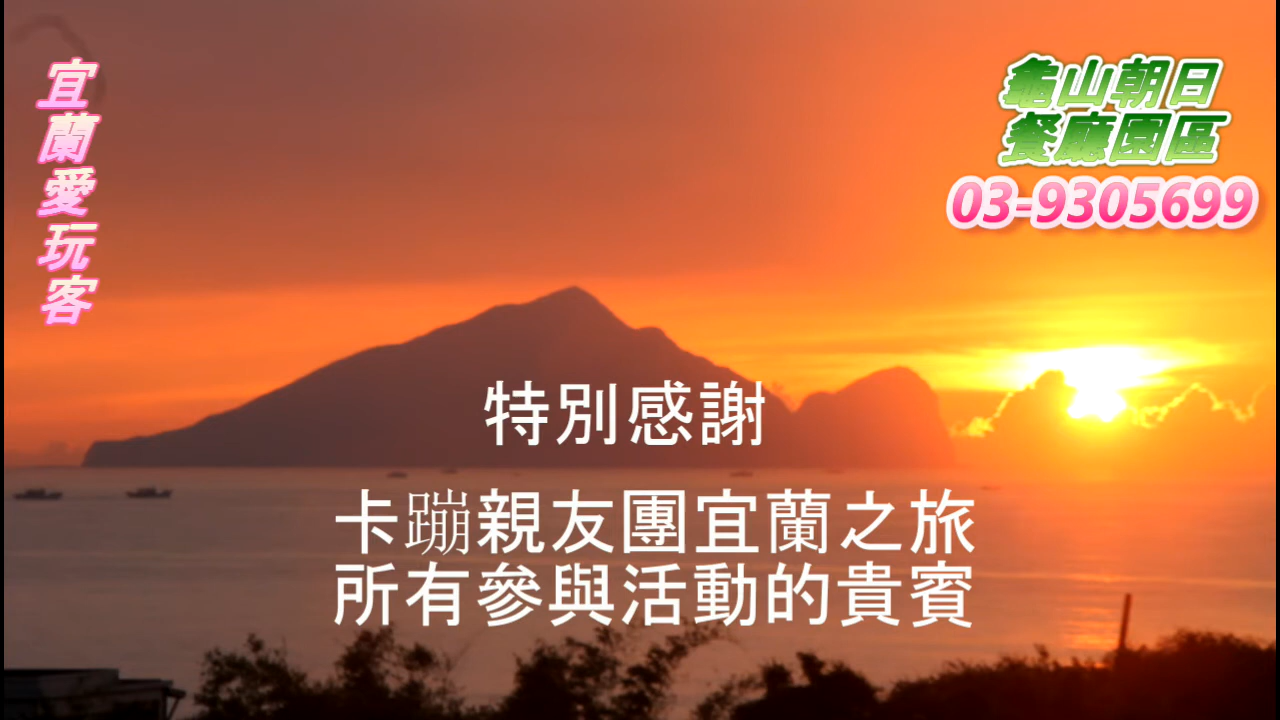 宜蘭愛玩客
龜山朝日
餐廳園區
03-9305699
特別感謝
卡蹦親友團宜蘭之旅
所有參與活動的貴賓